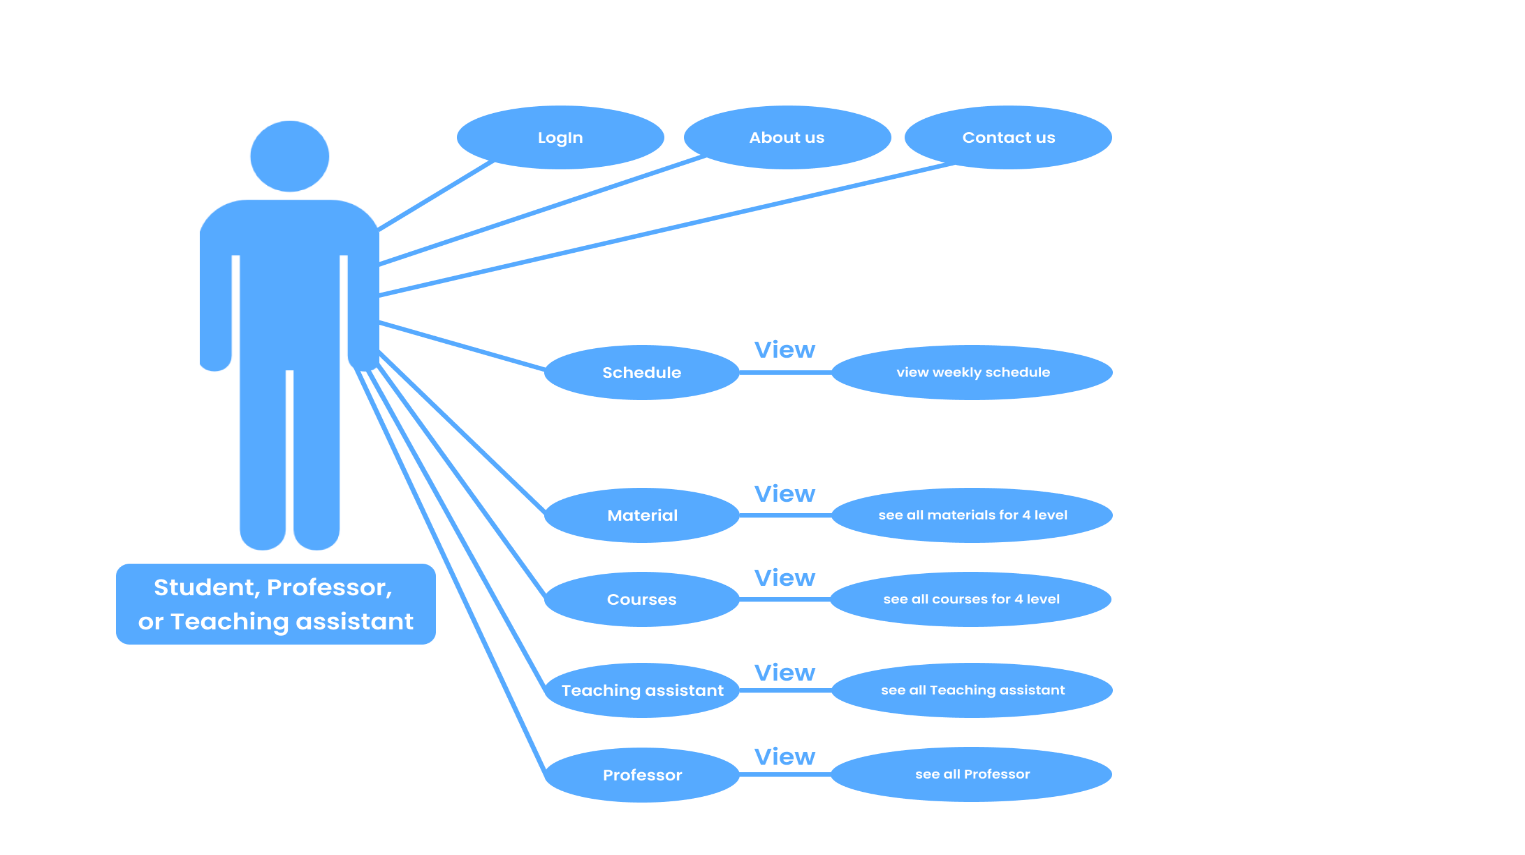 LogIn
About us
Contact us
View
Schedule
view weekly schedule
View
Material
see all materials for 4 level
View
Courses
see all courses for 4 level
Student, Professor,
or Teaching assistant
View
Teaching assistant
see all Teaching assistant
View
Professor
see all Professor